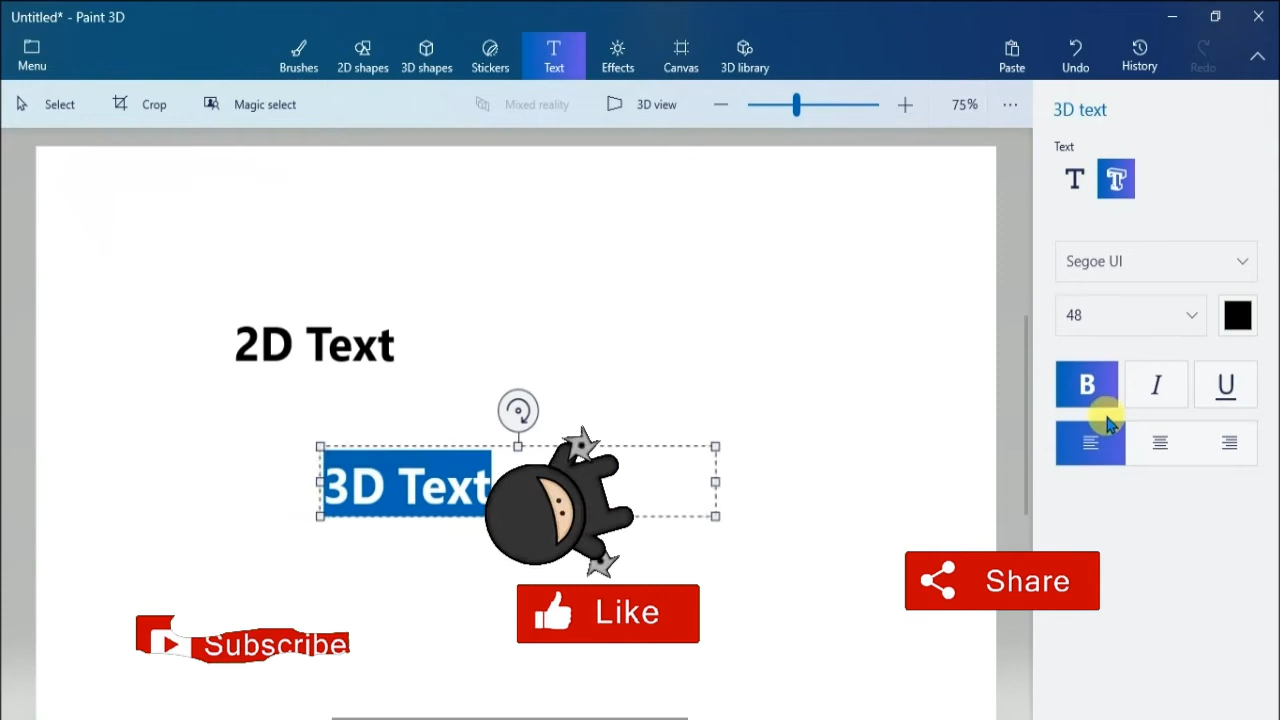 Untitled* - Paint 3D
Menu
Brushes
2D shapes
3D shapes
Stickers
Text
Effects
Canvas
3D library
Paste
Undo
History
Redo
Select
Crop
Magic select
Mixed reality
3D view
75%
3D text
Text
Segoe UI
48
B
I
U
2D Text
3D Text
Share
Like
Subscribe